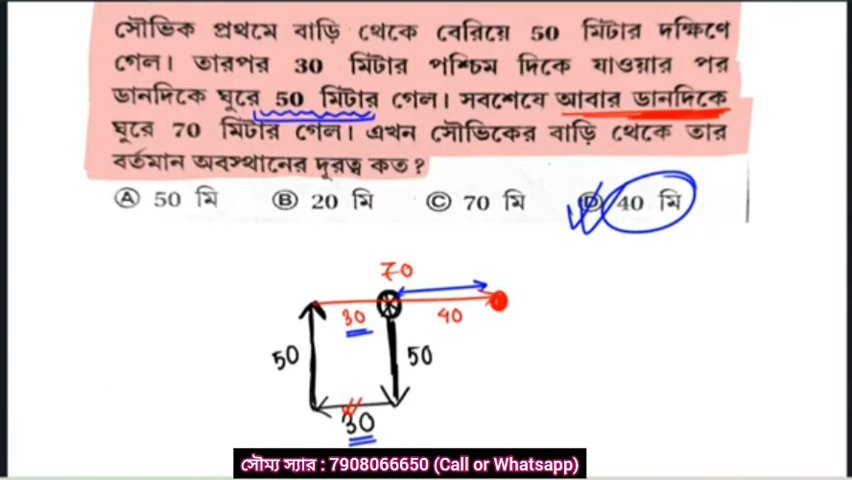 সৌভিক প্রথমে বাড়ি থেকে বেরিয়ে 50 মিটার দক্ষিণে
গেল। তারপর 30 মিটার পশ্চিম দিকে যাওয়ার পর
ডানদিকে ঘুরে 50 মিটার গেল। সবশেষে আবার ডানদিকে
ঘুরে 70 মিটার গেল। এখন সৌভিকের বাড়ি থেকে তার
বর্তমান অবস্থানের দূরত্ব কত?
Ⓐ 50 মি Ⓑ 20 মি Ⓒ 70 মি Ⓓ 40 মি
70
30 40
50 50
30
সৌম্য স্যার : 7908066650 (Call or Whatsapp)